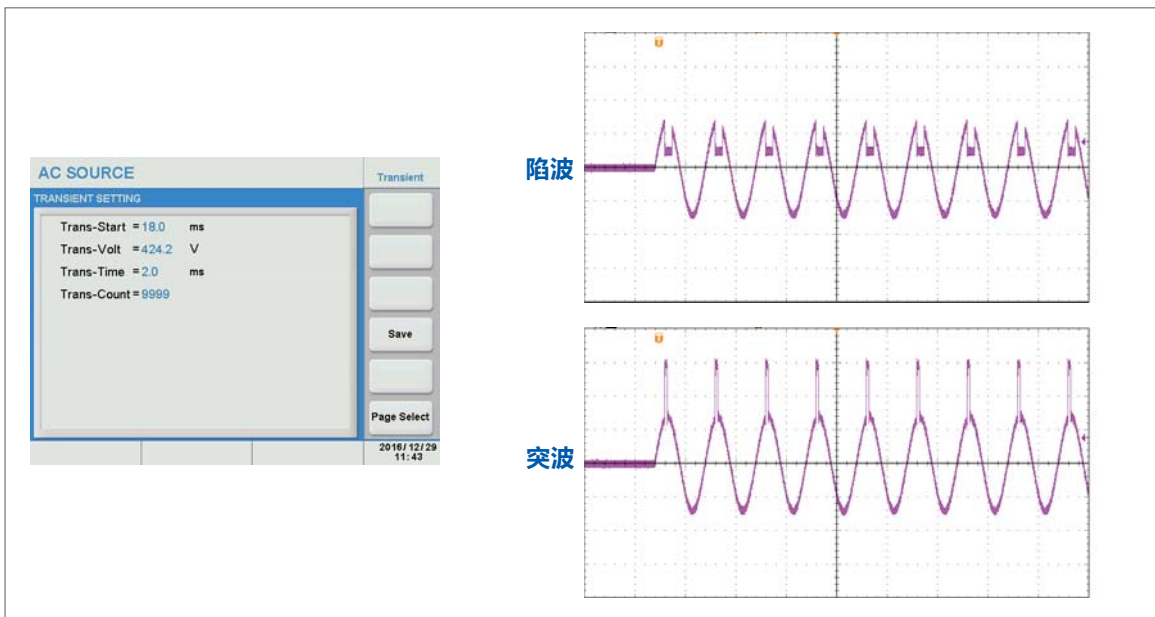 AC SOURCE
Transient
TRANSIENT SETTING
Trans-Start = 18.0 ms
Trans-Volt = 424.2 V
Trans-Time = 2.0 ms
Trans-Count = 9999
Save
Page Select
2016/12/29
11:43
陷波
突波